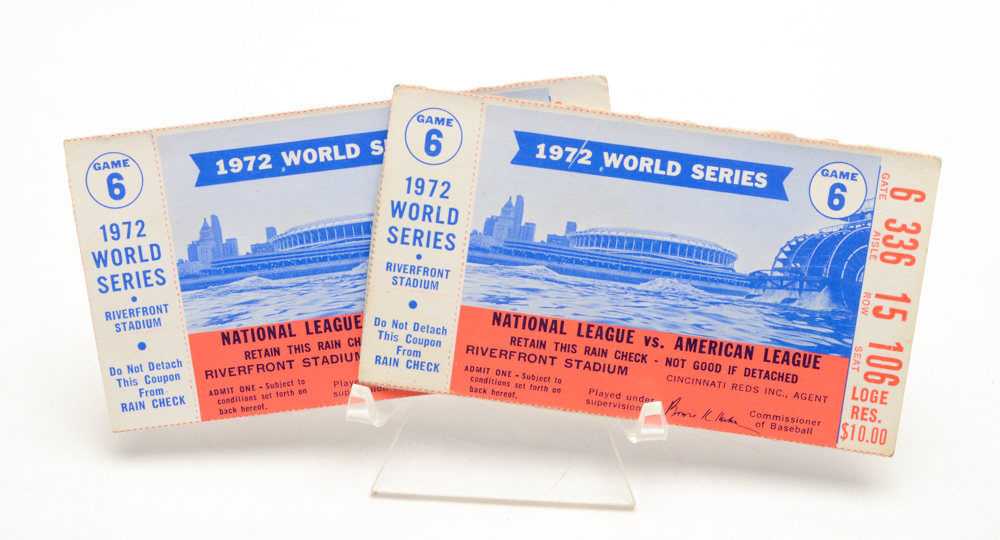 GAME
6
1972
WORLD
SERIES
RIVERFRONT
STADIUM
Do Not Detach
This Coupon
From
RAIN CHECK
1972 WORLD SE
NATIONAL LEAGUE
RETAIN THIS RAIN CHECK
RIVERFRONT STADIUM
ADMIT ONE - Subject to
conditions set forth on
back hereof.
Played under
supervision
GAME
6
1972
WORLD
SERIES
RIVERFRONT
STADIUM
Do Not Detach
This Coupon
From
RAIN CHECK
1972 WORLD SERIES
GAME
6
NATIONAL LEAGUE vs. AMERICAN LEAGUE
RETAIN THIS RAIN CHECK - NOT GOOD IF DETACHED
RIVERFRONT STADIUM
CINCINNATI REDS INC., AGENT
ADMIT ONE - Subject to
conditions set forth on
back hereof.
Played under
supervision
Commissioner
of Baseball
GATE 6
AISLE 336
ROW 15
SEAT 106
LOGE
RES.
$10.00